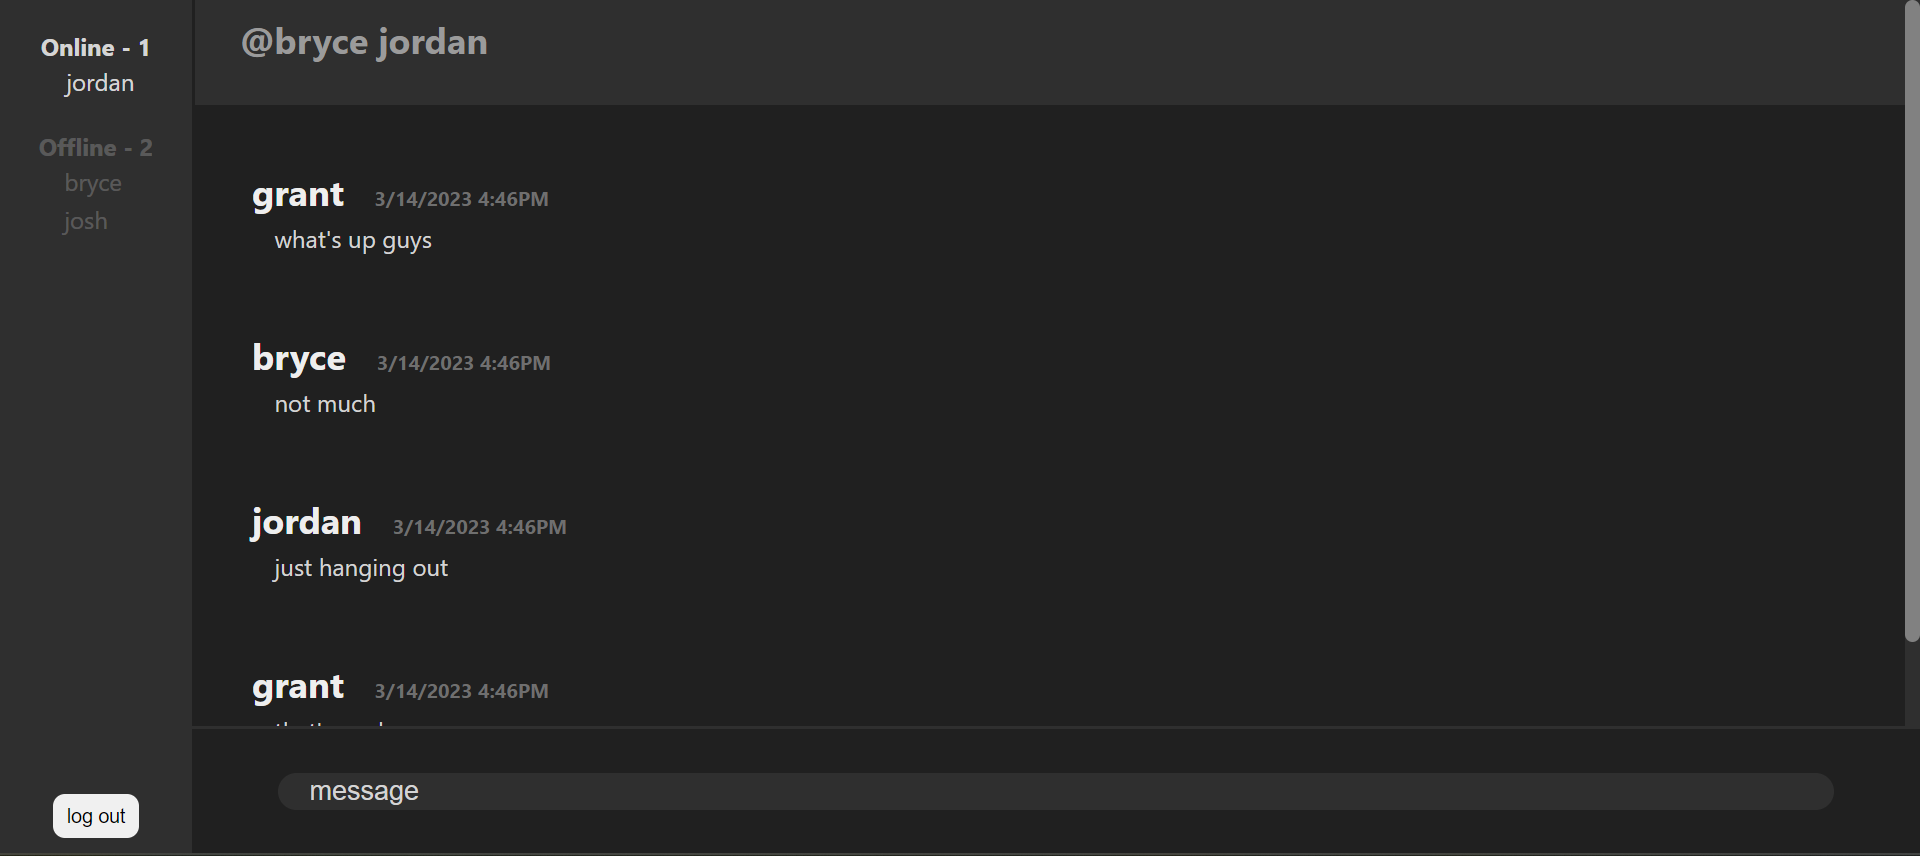 Online - 1
jordan
Offline - 2
bryce
josh
log out
@bryce jordan
grant 3/14/2023 4:46PM
what's up guys
bryce 3/14/2023 4:46PM
not much
jordan 3/14/2023 4:46PM
just hanging out
grant 3/14/2023 4:46PM
message